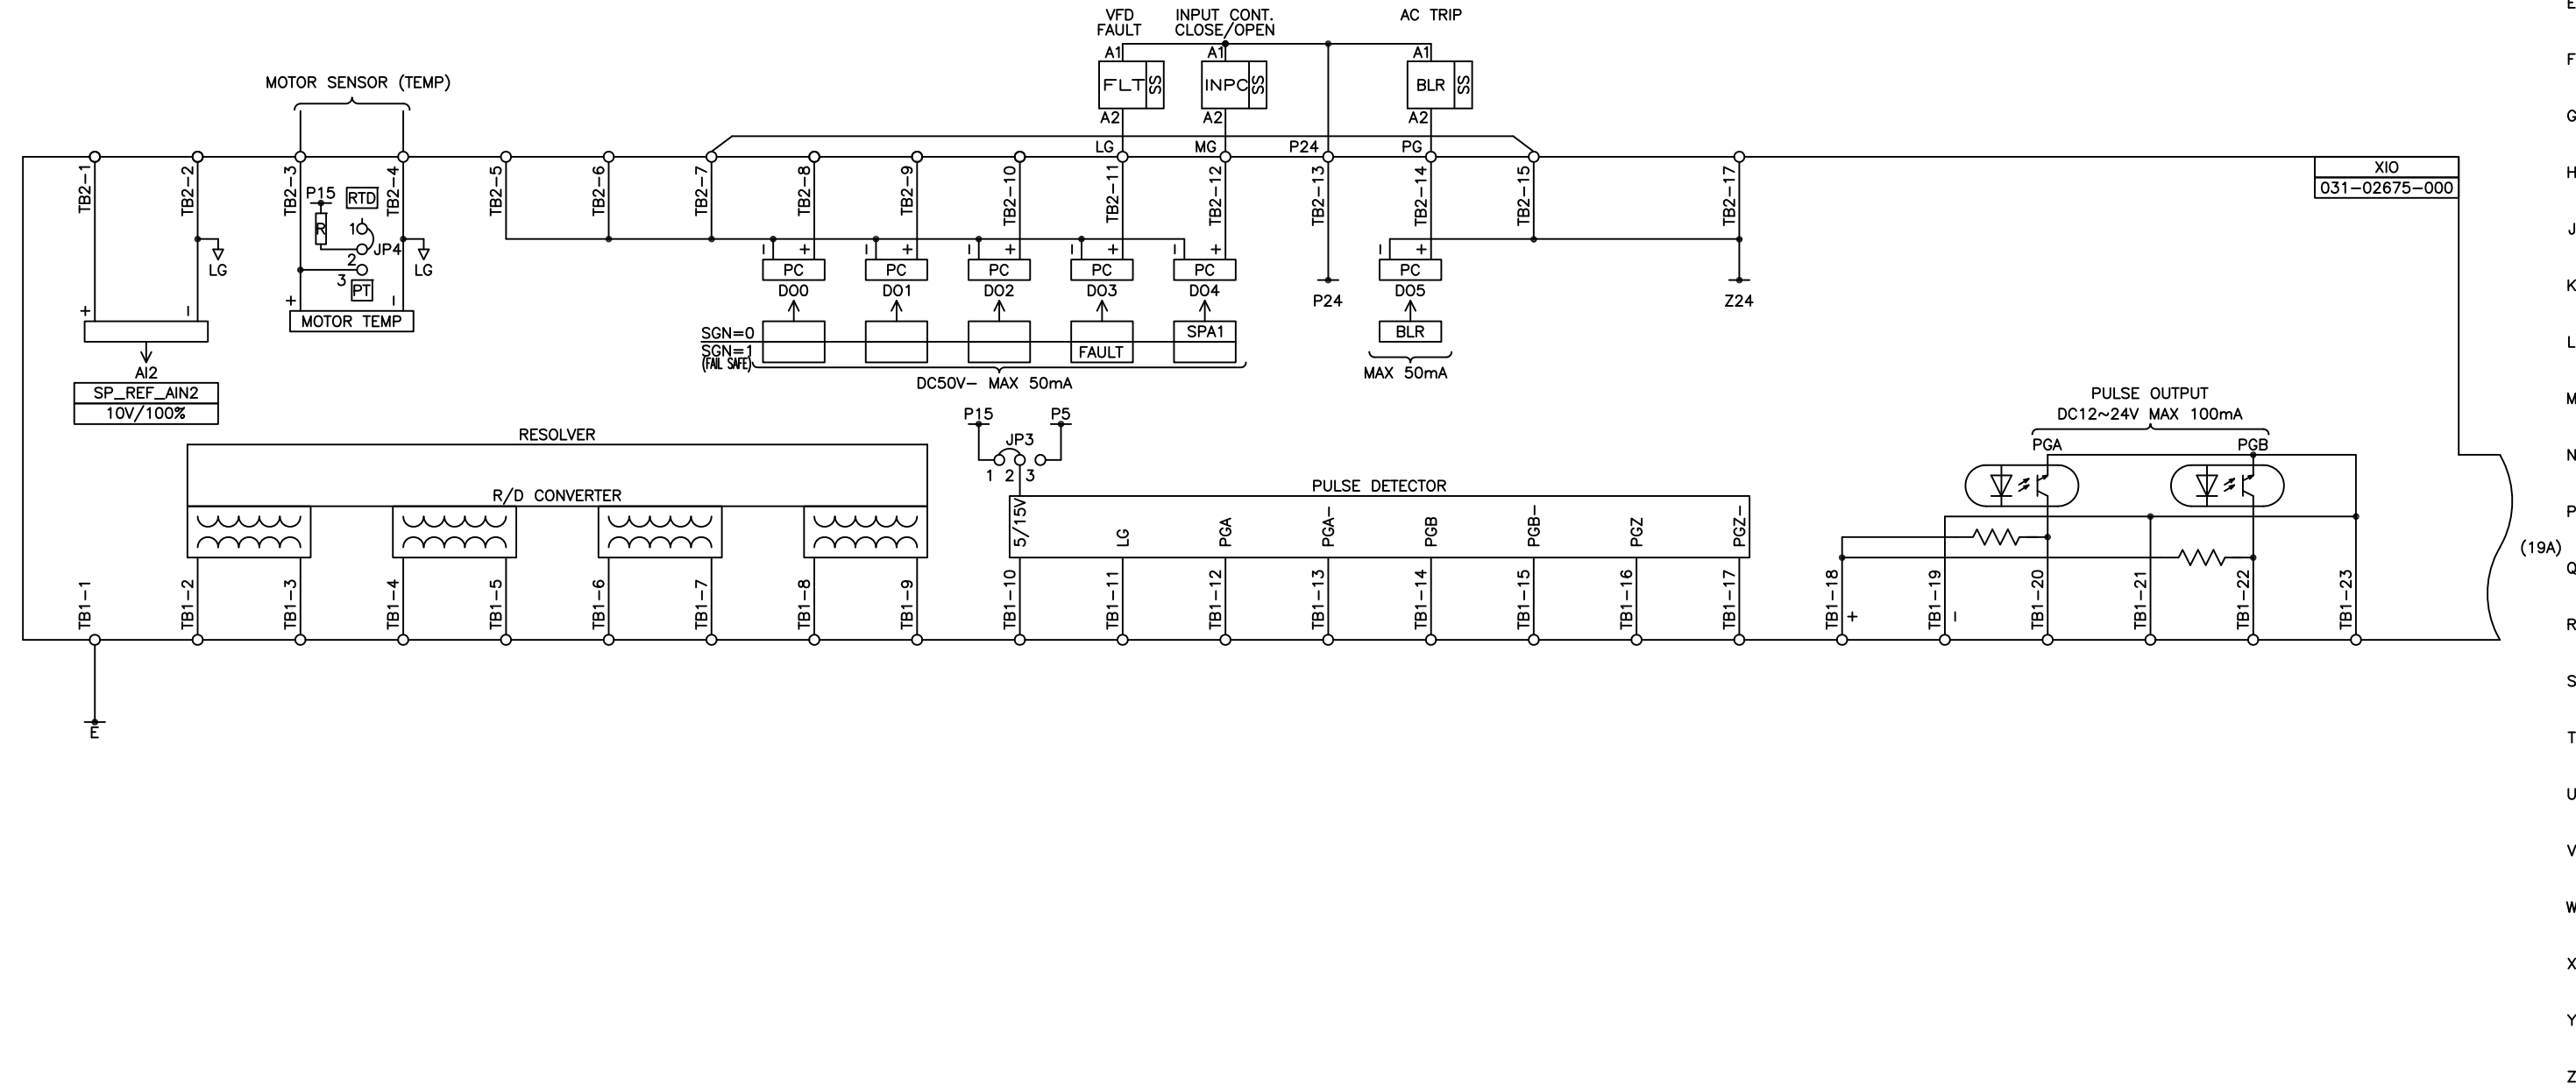 E
VFD
FAULT
INPUT CONT.
CLOSE/OPEN
AC TRIP
A1
A1
A1
F
MOTOR SENSOR (TEMP)
FLT
SS
INPC
SS
BLR
SS
A2
A2
A2
G
LG
MG
P24
PG
TB2-1
TB2-2
TB2-3
TB2-4
TB2-5
TB2-6
TB2-7
TB2-8
TB2-9
TB2-10
TB2-11
TB2-12
TB2-13
TB2-14
TB2-15
TB2-17
XIO
031-02675-000
H
P15
RTD
R
1
JP4
2
3
PT
LG
LG
J
- +
- +
- +
- +
- +
- +
PC
PC
PC
PC
PC
PC
DO0
DO1
DO2
DO3
DO4
DO5
P24
Z24
K
+ -
+ -
MOTOR TEMP
SGN=0
SPA1
BLR
SGN=1
(FAIL SAFE)
FAULT
L
AI2
SP_REF_AIN2
10V/100%
DC50V- MAX 50mA
MAX 50mA
M
PULSE OUTPUT
DC12~24V MAX 100mA
P15
P5
JP3
1 2 3
RESOLVER
PGA
PGB
N
R/D CONVERTER
PULSE DETECTOR
5/15V
LG
PGA
PGA-
PGB
PGB-
PGZ
PGZ-
P
(19A)
Q
TB1-1
TB1-2
TB1-3
TB1-4
TB1-5
TB1-6
TB1-7
TB1-8
TB1-9
TB1-10
TB1-11
TB1-12
TB1-13
TB1-14
TB1-15
TB1-16
TB1-17
TB1-18
+
TB1-19
-
TB1-20
TB1-21
TB1-22
TB1-23
R
S
E
T
U
V
W
X
Y
Z